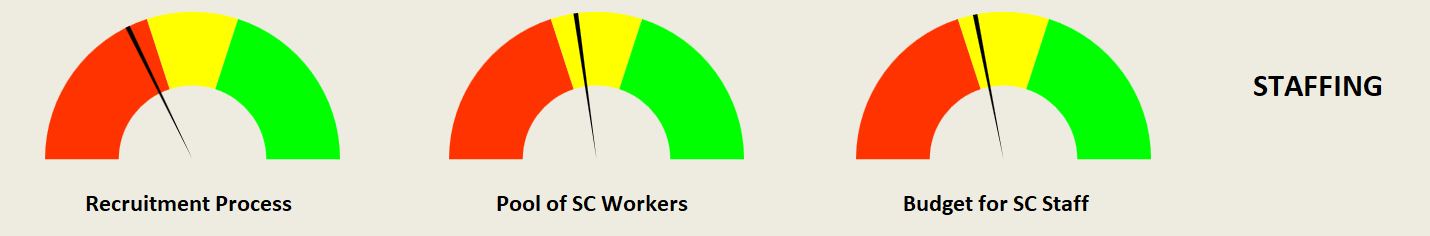 STAFFING
Recruitment Process
Pool of SC Workers
Budget for SC Staff